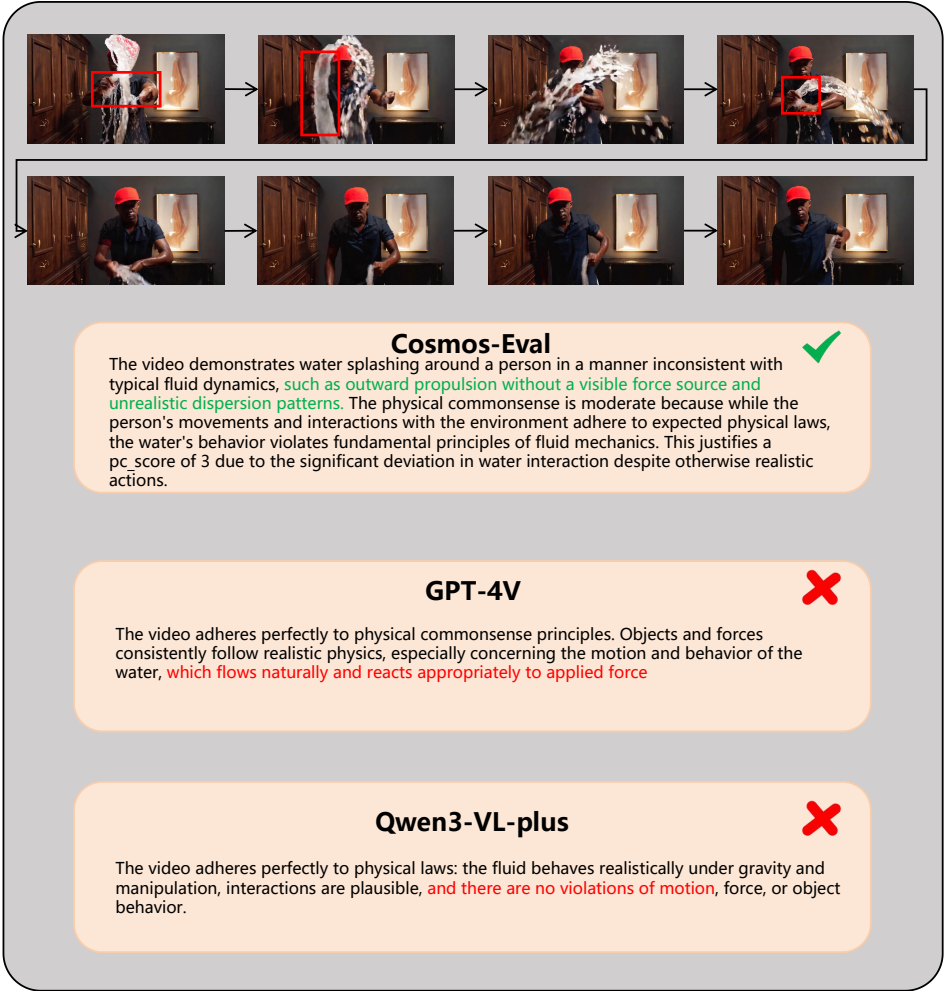 Cosmos-Eval
The video demonstrates water splashing around a person in a manner inconsistent with
typical fluid dynamics, such as outward propulsion without a visible force source and
unrealistic dispersion patterns. The physical commonsense is moderate because while the
person's movements and interactions with the environment adhere to expected physical laws,
the water's behavior violates fundamental principles of fluid mechanics. This justifies a
pc_score of 3 due to the significant deviation in water interaction despite otherwise realistic
actions.
GPT-4V
The video adheres perfectly to physical commonsense principles. Objects and forces
consistently follow realistic physics, especially concerning the motion and behavior of the
water, which flows naturally and reacts appropriately to applied force
Qwen3-VL-plus
The video adheres perfectly to physical laws: the fluid behaves realistically under gravity and
manipulation, interactions are plausible, and there are no violations of motion, force, or object
behavior.